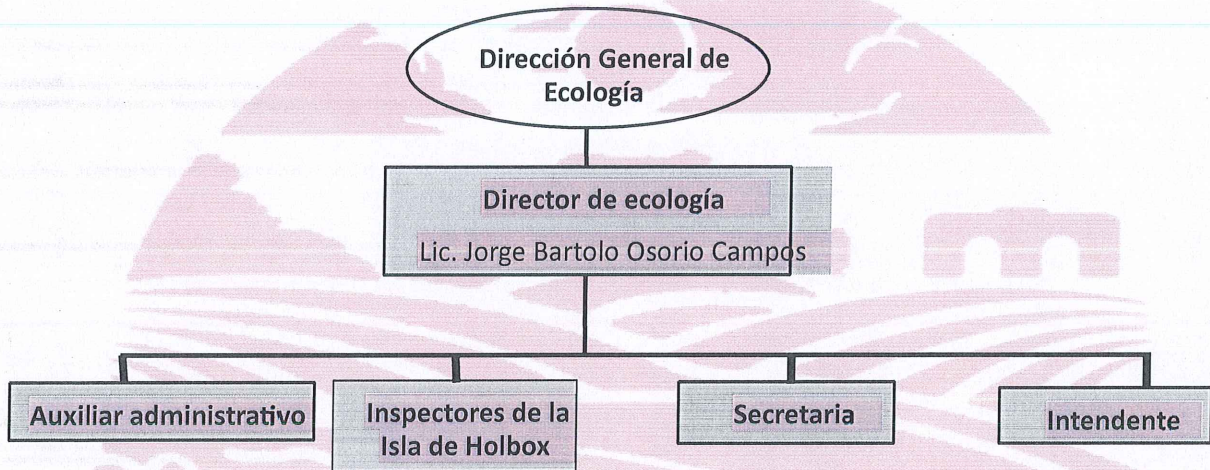 Dirección General de
Ecología
Director de ecología
Lic. Jorge Bartolo Osorio Campos
Auxiliar administrativo
Inspectores de la
Isla de Holbox
Secretaria
Intendente